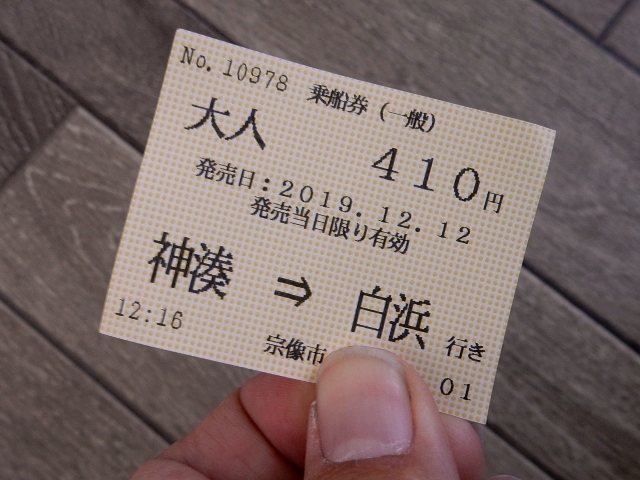 No. 10978 乗船券（一般）
大人 410円
発売日：2019.12.12
発売当日限り有効
神湊 ⇒ 白浜 行き
12:16 宗像市 01